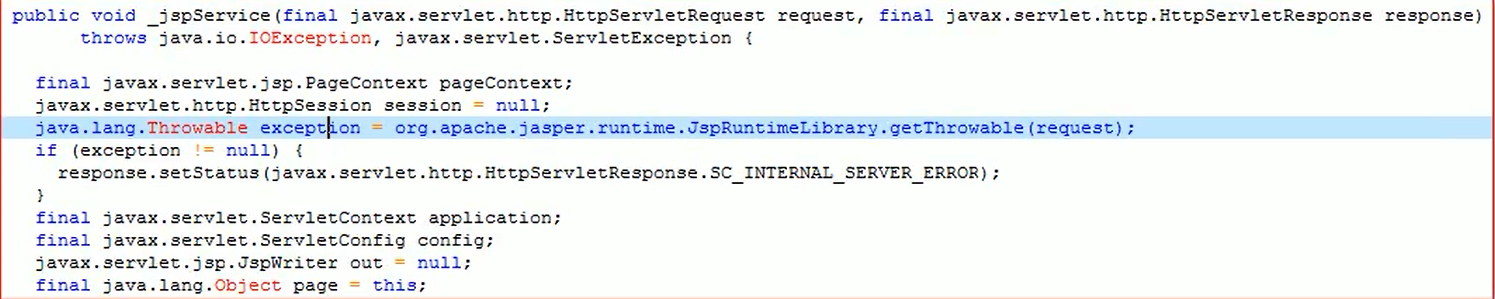 public void _jspService(final javax.servlet.http.HttpServletRequest request, final javax.servlet.http.HttpServletResponse response)
throws java.io.IOException, javax.servlet.ServletException {
final javax.servlet.jsp.PageContext pageContext;
javax.servlet.http.HttpSession session = null;
java.lang.Throwable exception = org.apache.jasper.runtime.JspRuntimeLibrary.getThrowable(request);
if (exception != null) {
response.setStatus(javax.servlet.http.HttpServletResponse.SC_INTERNAL_SERVER_ERROR);
}
final javax.servlet.ServletContext application;
final javax.servlet.ServletConfig config;
javax.servlet.jsp.JspWriter out = null;
final java.lang.Object page = this;